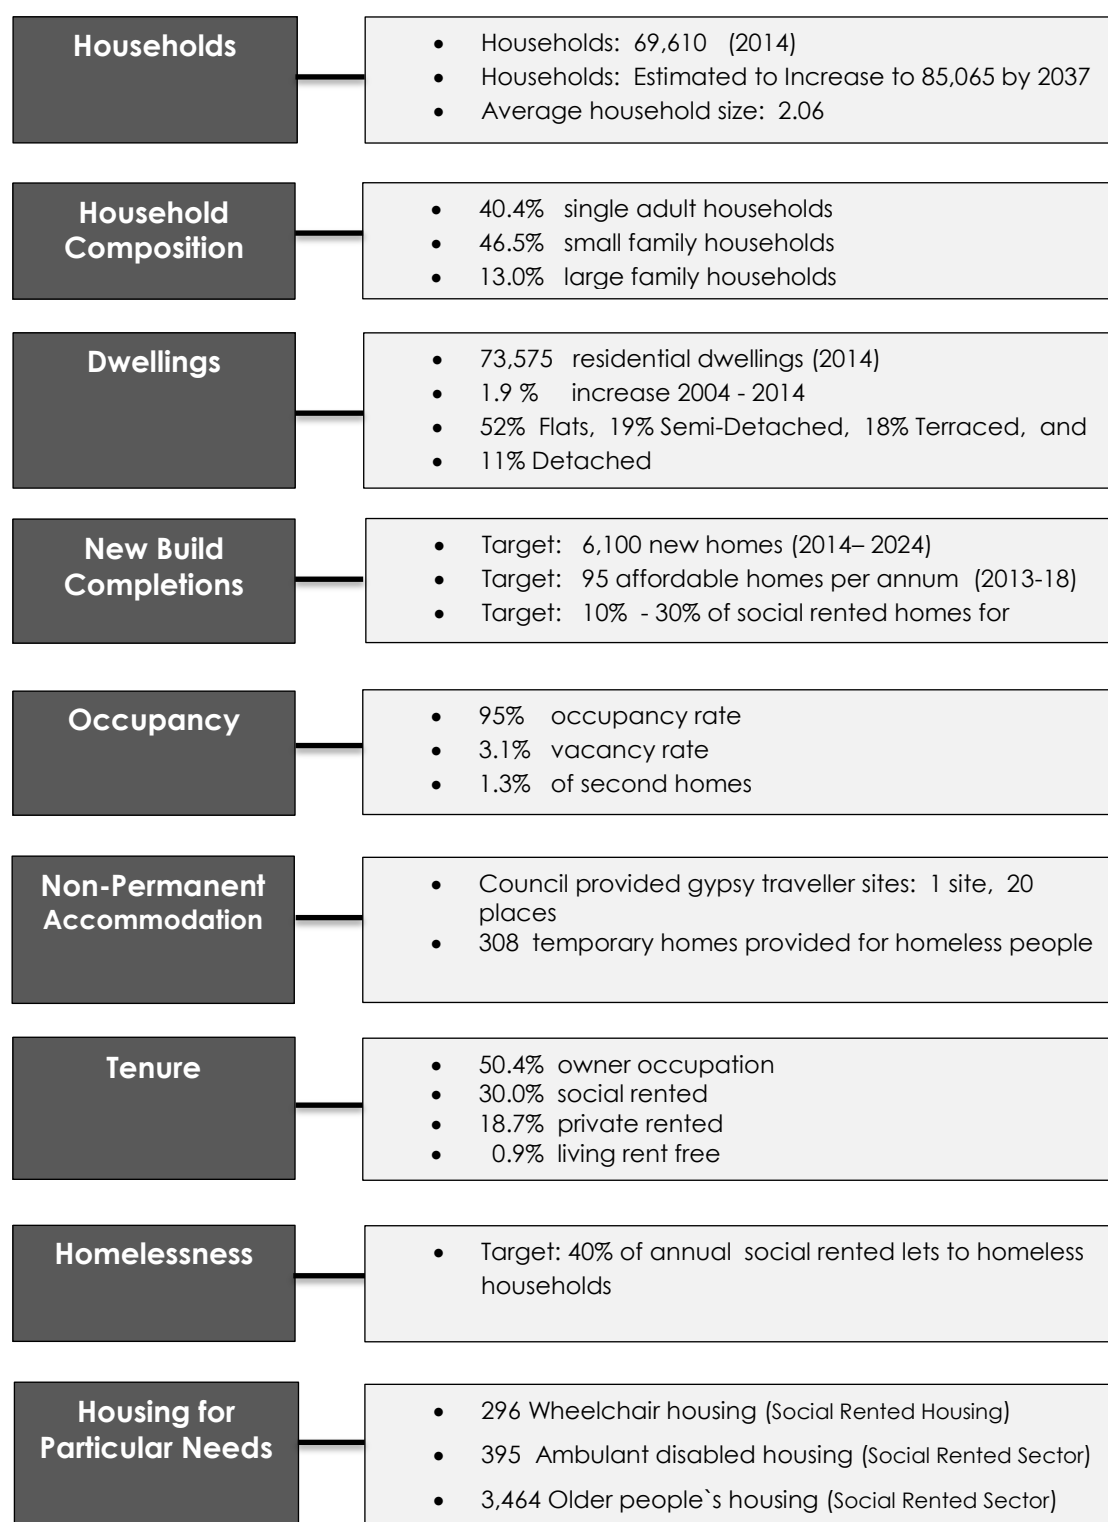 Households
• Households: 69,610 (2014)
• Households: Estimated to Increase to 85,065 by 2037
• Average household size: 2.06
Household
Composition
• 40.4% single adult households
• 46.5% small family households
• 13.0% large family households
Dwellings
• 73,575 residential dwellings (2014)
• 1.9 % increase 2004 - 2014
• 52% Flats, 19% Semi-Detached, 18% Terraced, and
• 11% Detached
New Build
Completions
• Target: 6,100 new homes (2014– 2024)
• Target: 95 affordable homes per annum (2013-18)
• Target: 10% - 30% of social rented homes for
Occupancy
• 95% occupancy rate
• 3.1% vacancy rate
• 1.3% of second homes
Non-Permanent
Accommodation
• Council provided gypsy traveller sites: 1 site, 20
places
• 308 temporary homes provided for homeless people
Tenure
• 50.4% owner occupation
• 30.0% social rented
• 18.7% private rented
• 0.9% living rent free
Homelessness
• Target: 40% of annual social rented lets to homeless
households
Housing for
Particular Needs
• 296 Wheelchair housing (Social Rented Housing)
• 395 Ambulant disabled housing (Social Rented Sector)
• 3,464 Older people`s housing (Social Rented Sector)